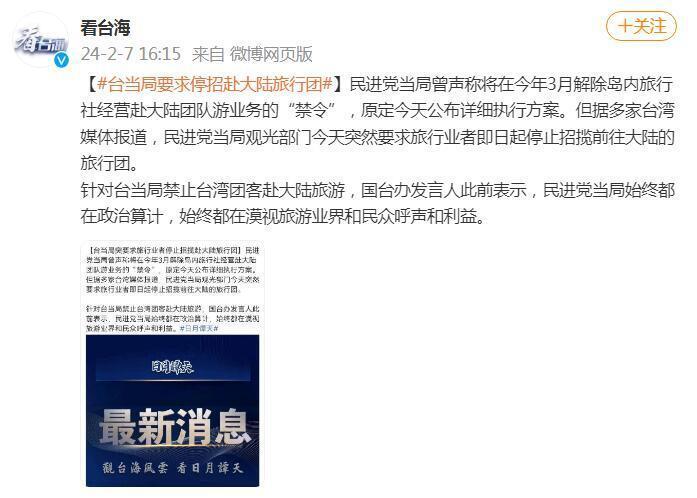 看台海
看台海
+关注
24-2-7 16:15 来自 微博网页版
【#台当局要求停招赴大陆旅行团#】民进党当局曾声称将在今年3月解除岛内旅行
社经营赴大陆团队游业务的“禁令”，原定今天公布详细执行方案。但据多家台湾
媒体报道，民进党当局观光部门今天突然要求旅行业者即日起停止招揽前往大陆的
旅行团。
针对台当局禁止台湾团客赴大陆旅游，国台办发言人此前表示，民进党当局始终都
在政治算计，始终都在漠视旅游业界和民众呼声和利益。
【台当局突要求旅行业者停止招揽赴大陆旅行团】民进
党当局曾声称将在今年3月解除岛内旅行社经营赴大陆
团队游业务的“禁令”，原定今天公布详细执行方案。
但据多家台湾媒体报道，民进党当局观光部门今天突然
要求旅行业者即日起停止招揽前往大陆的旅行团。
针对台当局禁止台湾团客赴大陆旅游，国台办发言人此
前表示，民进党当局始终都在政治算计，始终都在漠视
旅游业界和民众呼声和利益。#日月谭天#
日月譚天
最新消息
觀台海風雲 看日月譚天